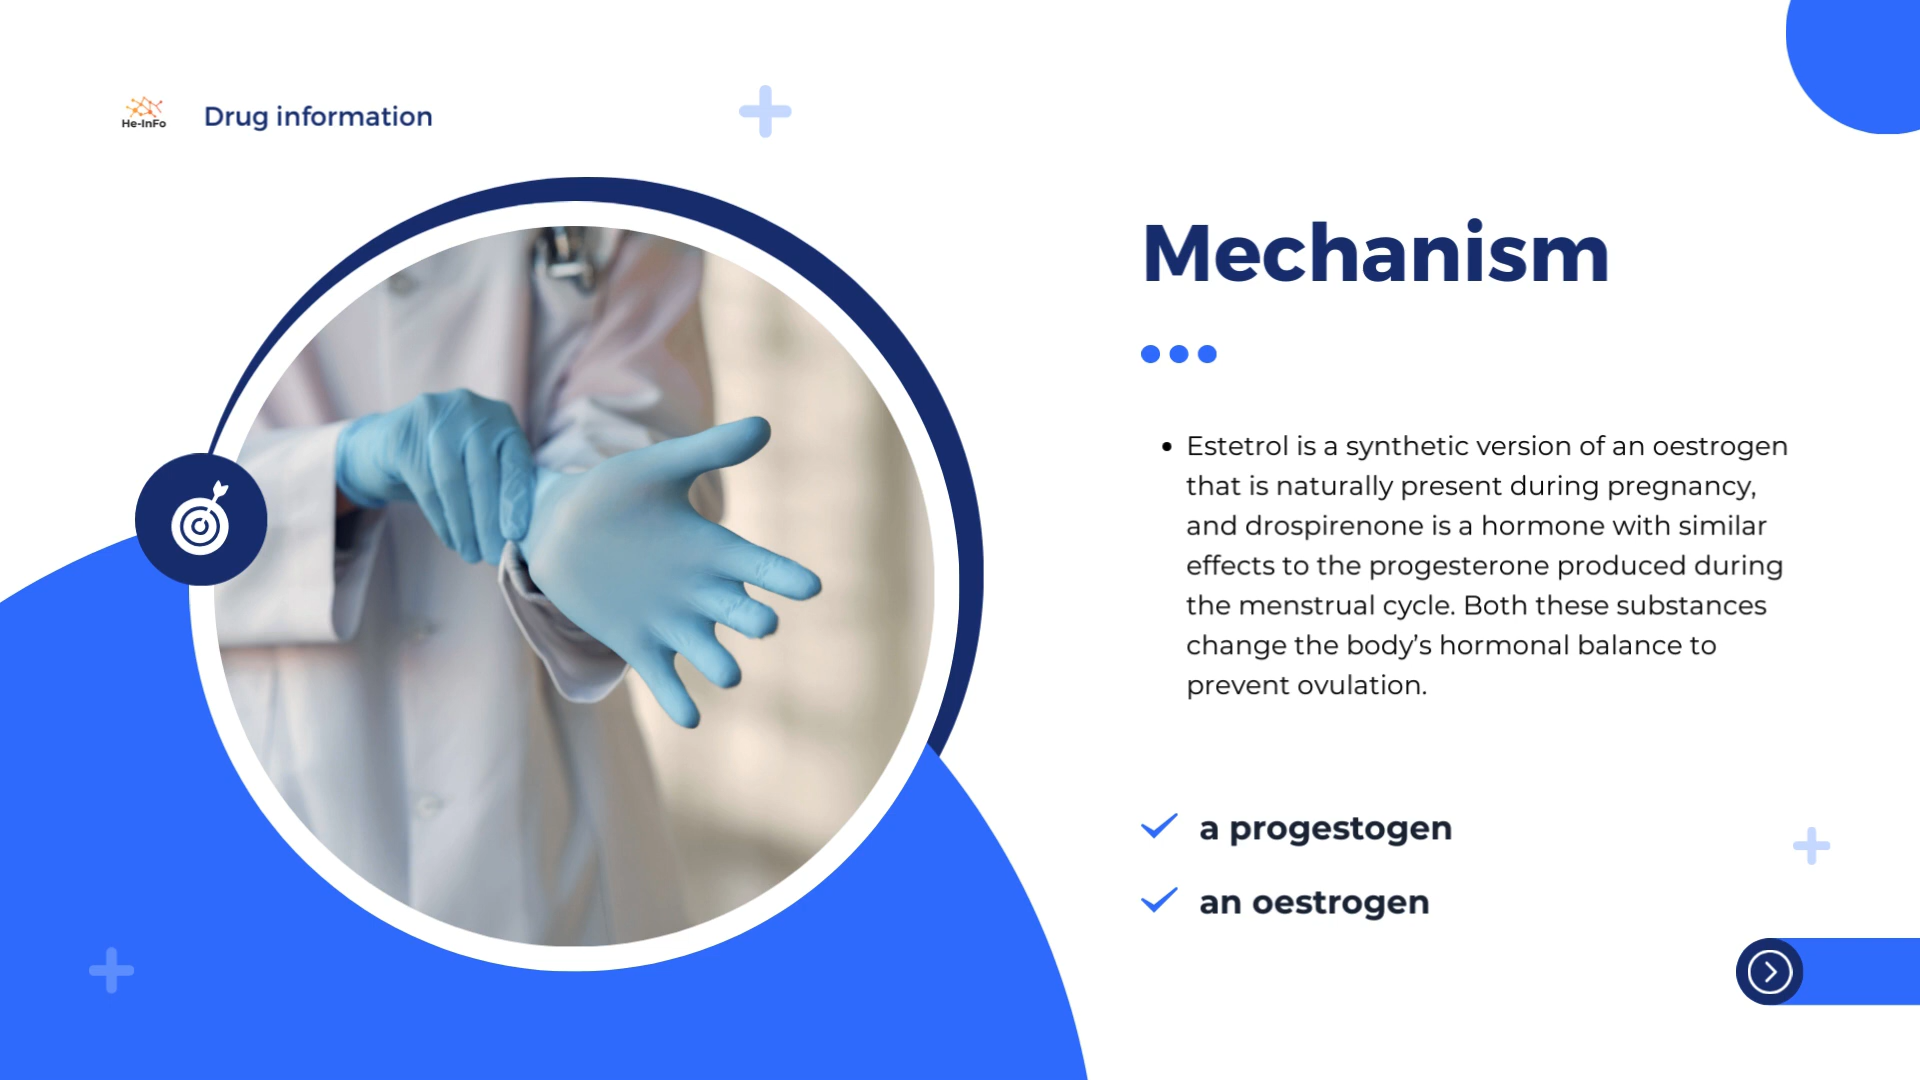 He-InFo
Drug information
Mechanism
• Estetrol is a synthetic version of an oestrogen
that is naturally present during pregnancy,
and drospirenone is a hormone with similar
effects to the progesterone produced during
the menstrual cycle. Both these substances
change the body’s hormonal balance to
prevent ovulation.
a progestogen
an oestrogen